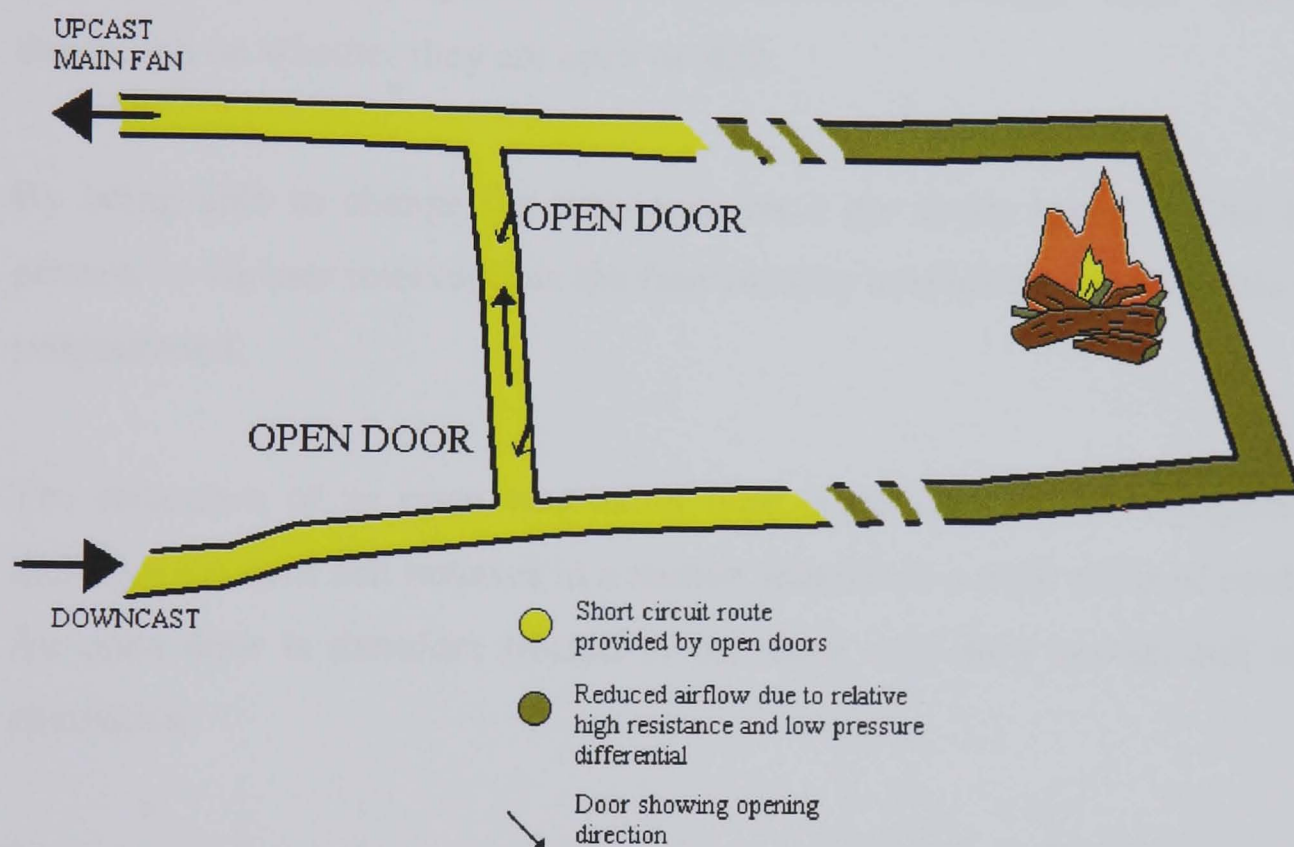 UPCAST
MAIN FAN
OPEN DOOR
OPEN DOOR
DOWNCAST
Short circuit route
provided by open doors
Reduced airflow due to relative
high resistance and low pressure
differential
Door showing opening
direction